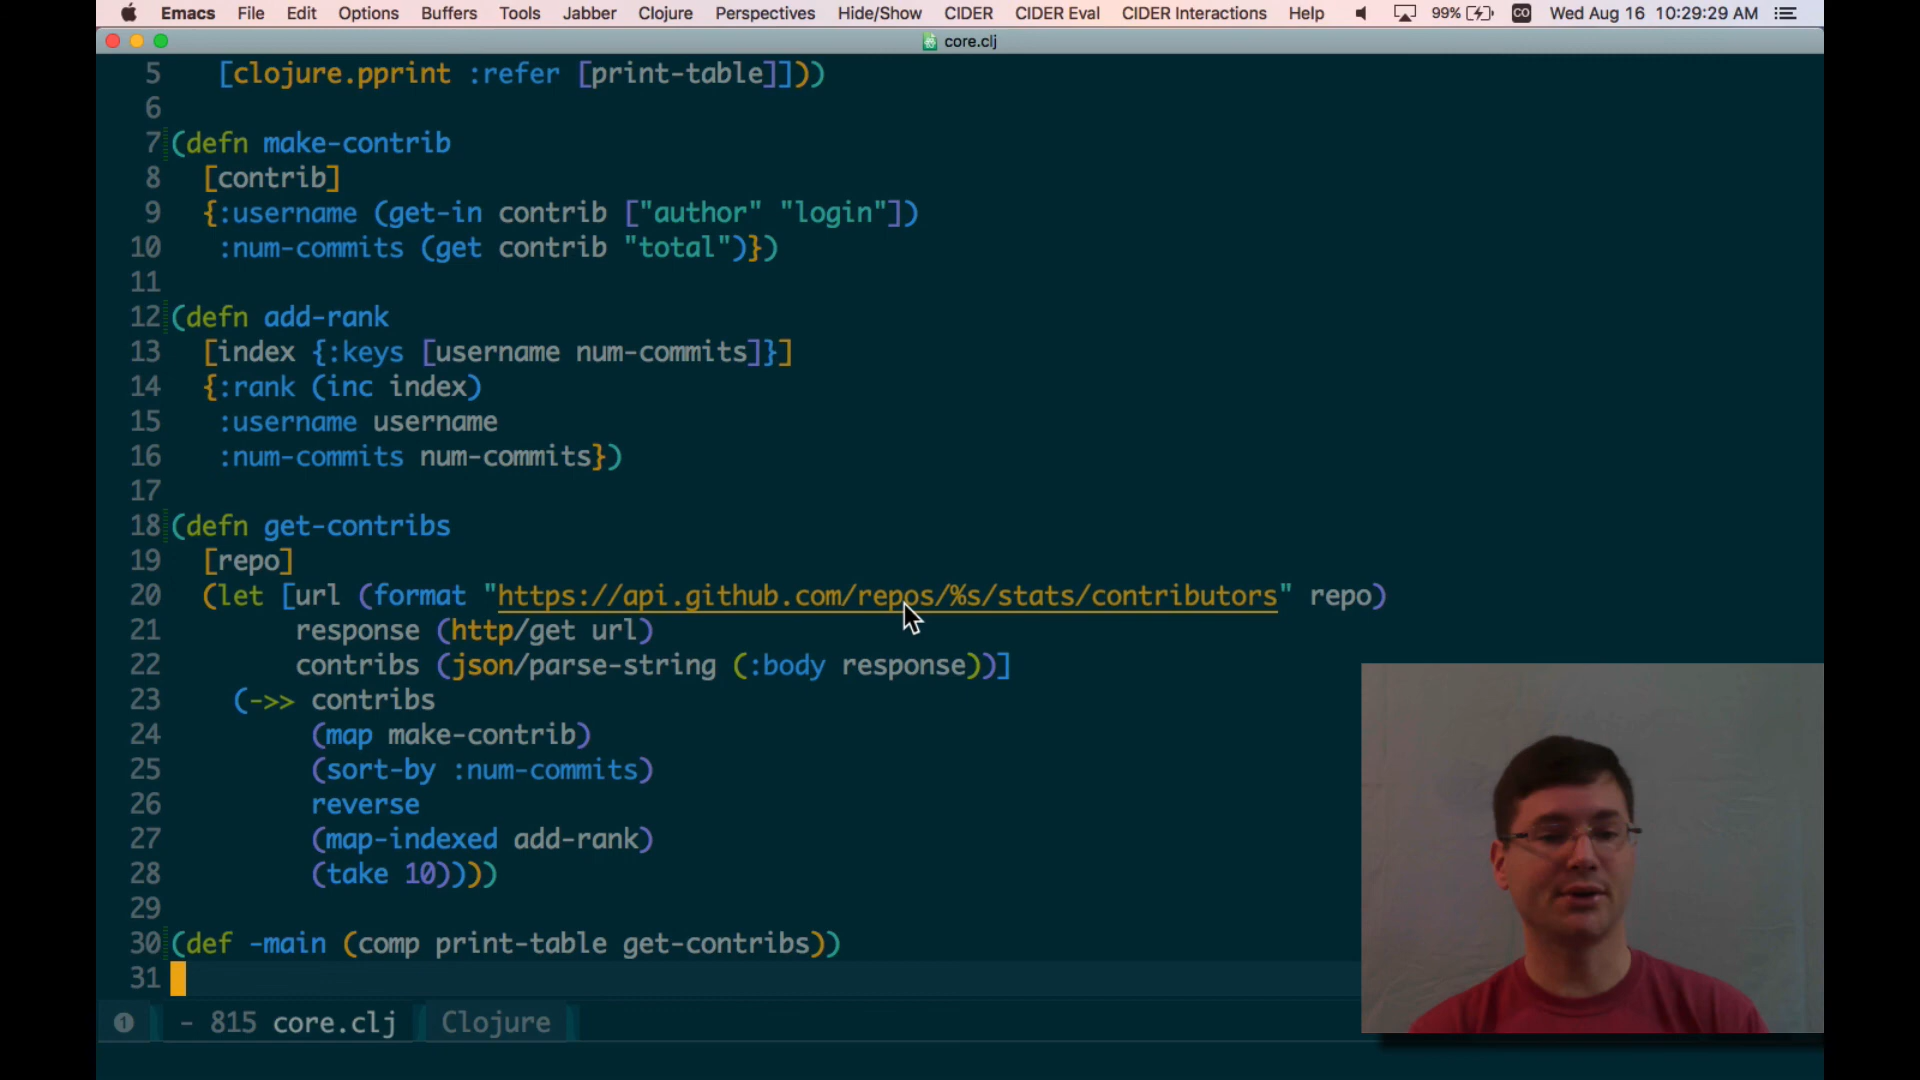 Emacs File Edit Options Buffers Tools Jabber Clojure Perspectives Hide/Show CIDER CIDER Eval CIDER Interactions Help 99% CO Wed Aug 16 10:29:29 AM
core.clj
5 [clojure.pprint :refer [print-table]]))
6
7 (defn make-contrib
8 [contrib]
9 {:username (get-in contrib ["author" "login"])
10 :num-commits (get contrib "total")})
11
12 (defn add-rank
13 [index {:keys [username num-commits]}]
14 {:rank (inc index)
15 :username username
16 :num-commits num-commits})
17
18 (defn get-contribs
19 [repo]
20 (let [url (format "https://api.github.com/repos/%s/stats/contributors" repo)
21 response (http/get url)
22 contribs (json/parse-string (:body response))]
23 (->> contribs
24 (map make-contrib)
25 (sort-by :num-commits)
26 reverse
27 (map-indexed add-rank)
28 (take 10))))
29
30 (def -main (comp print-table get-contribs))
31
1 - 815 core.clj Clojure